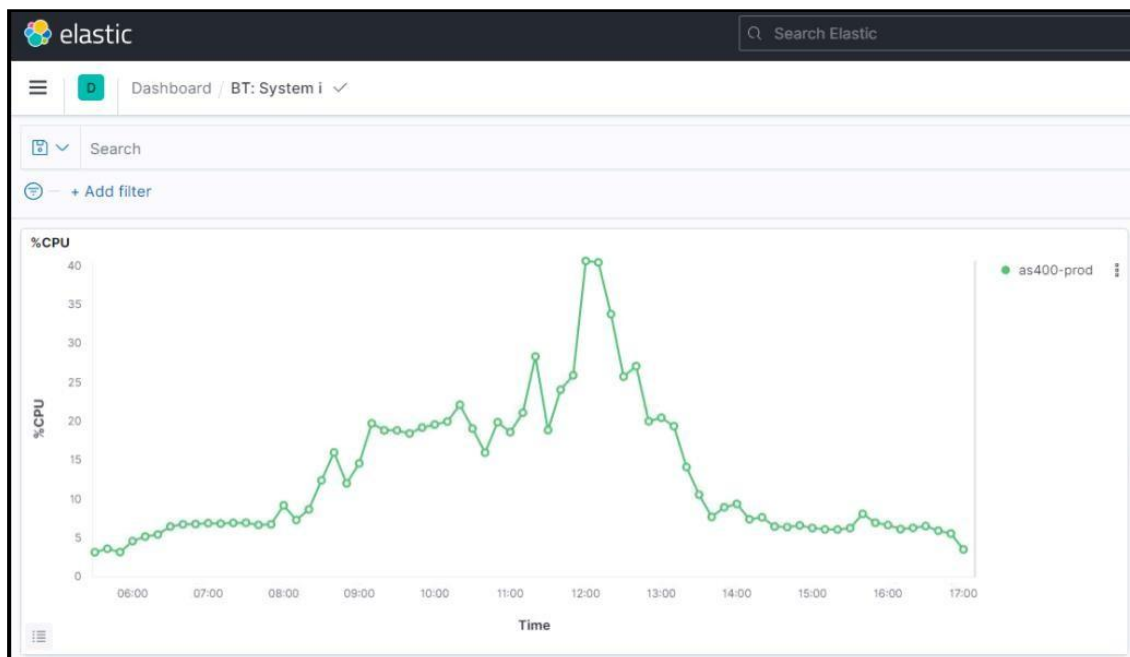 elastic
Search Elastic
D
Dashboard / BT: System i
Search
+ Add filter
%CPU
as400-prod
%CPU
40
35
30
25
20
15
10
5
0
06:00 07:00 08:00 09:00 10:00 11:00 12:00 13:00 14:00 15:00 16:00 17:00
Time